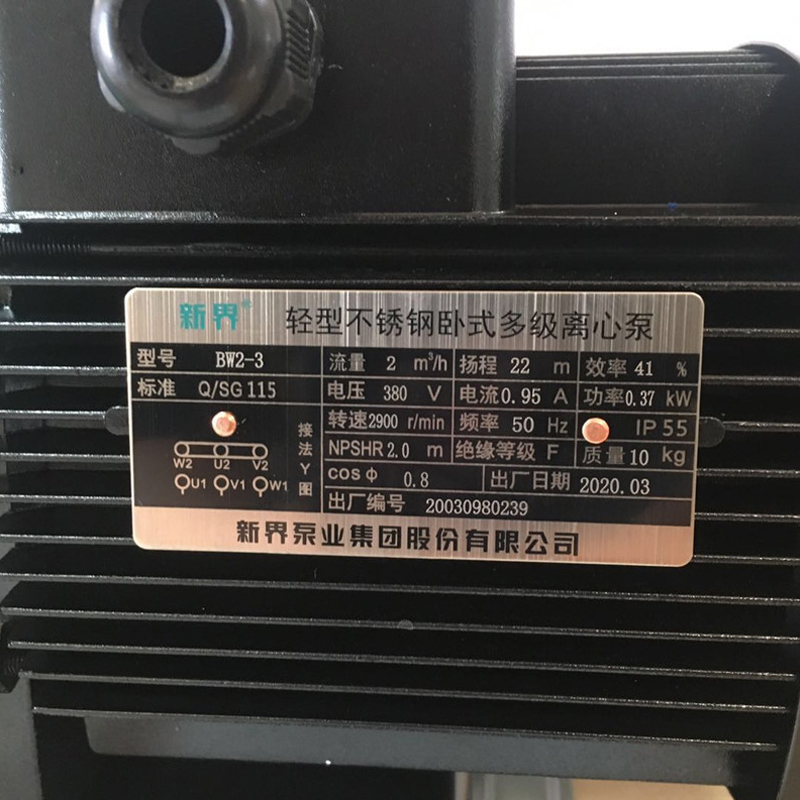 新界® 轻型不锈钢卧式多级离心泵
型号 BW2-3 流量 2 m³/h 扬程 22 m 效率 41 %
标准 Q/SG 115 电压 380 V 电流 0.95 A 功率 0.37 kW
转速 2900 r/min 频率 50 Hz IP 55
接法Y图
NPSHR 2.0 m 绝缘等级 F 质量 10 kg
W2 U2 V2
cos φ 0.8 出厂日期 2020.03
U1 V1 W1
出厂编号 20030980239
新界泵业集团股份有限公司